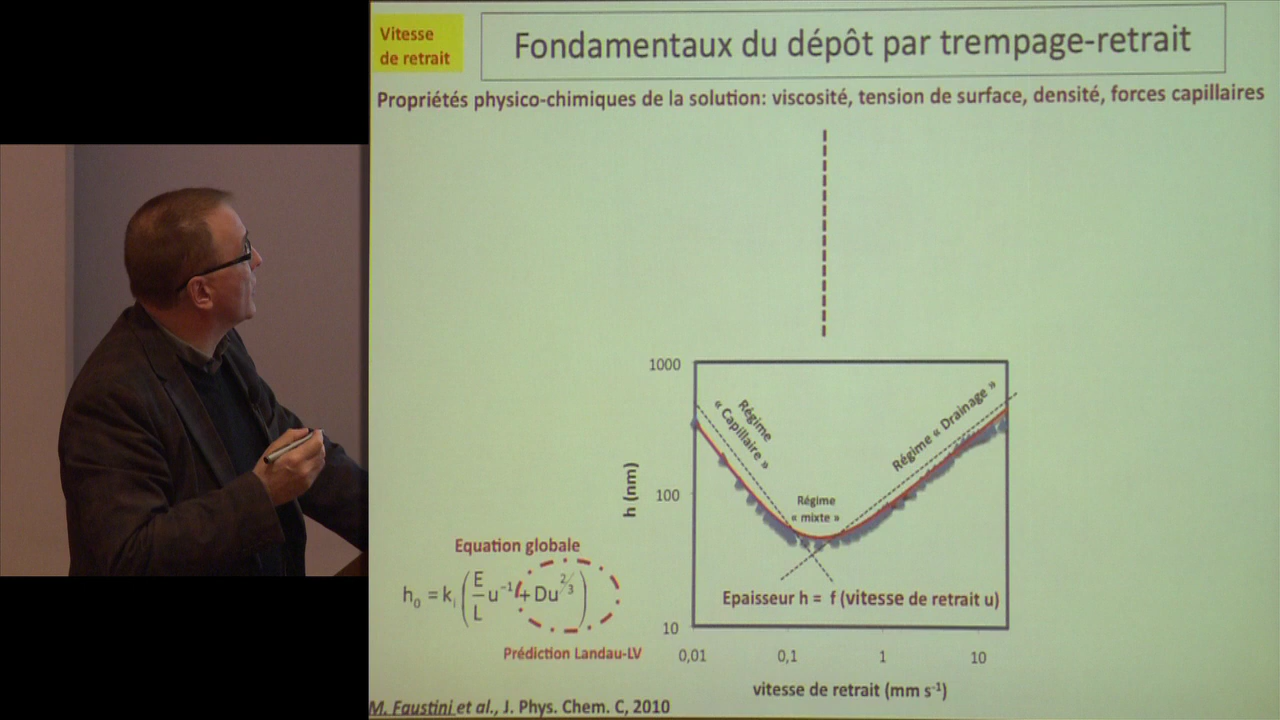 Vitesse
de retrait
Fondamentaux du dépôt par trempage-retrait
Propriétés physico-chimiques de la solution: viscosité, tension de surface, densité, forces capillaires
1000
100
10
h (nm)
Régime
« Capillaire »
Régime « Drainage »
Régime
« mixte »
Epaisseur h = f (vitesse de retrait u)
0,01 0,1 1 10
vitesse de retrait (mm s⁻¹)
Equation globale
h₀ = kᵢ (E/L u⁻¹ + Du^2/3)
Prédiction Landau-LV
M. Faustini et al., J. Phys. Chem. C, 2010